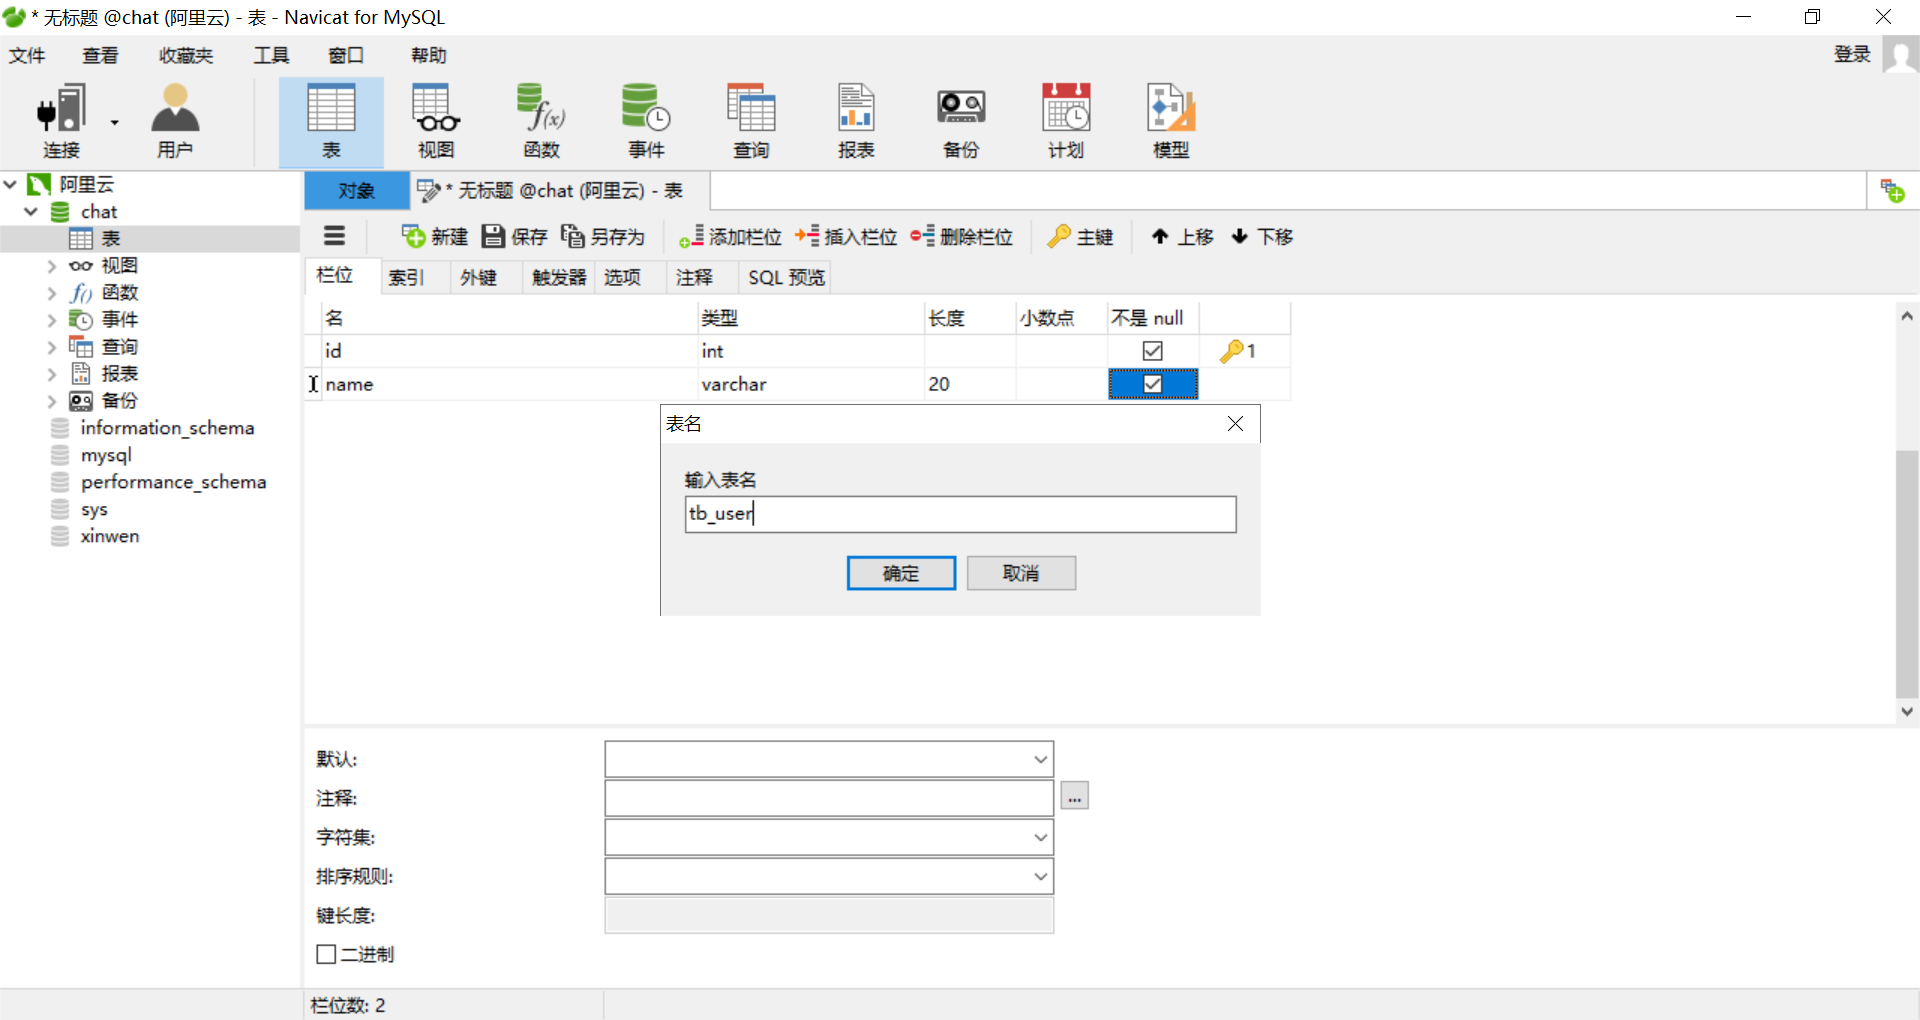 * 无标题 @chat (阿里云) - 表 - Navicat for MySQL
文件 查看 收藏夹 工具 窗口 帮助 登录
连接 用户 表 视图 函数 事件 查询 报表 备份 计划 模型
阿里云
chat
表
视图
函数
事件
查询
报表
备份
information_schema
mysql
performance_schema
sys
xinwen
对象 * 无标题 @chat (阿里云) - 表
新建 保存 另存为 添加栏位 插入栏位 删除栏位 主键 上移 下移
栏位 索引 外键 触发器 选项 注释 SQL 预览
名 类型 长度 小数点 不是 null
id int 1
name varchar 20
表名
输入表名
tb_user
确定 取消
默认:
注释: ...
字符集:
排序规则:
键长度:
二进制
栏位数: 2